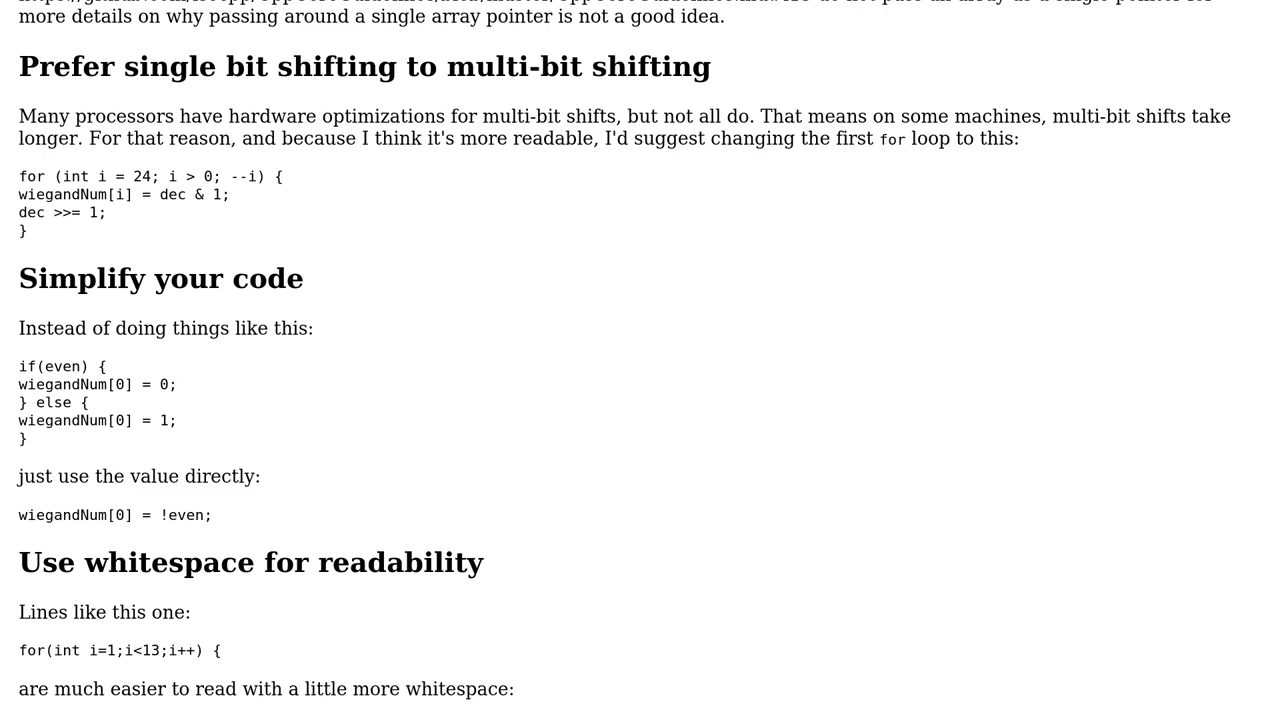 more details on why passing around a single array pointer is not a good idea.
Prefer single bit shifting to multi-bit shifting
Many processors have hardware optimizations for multi-bit shifts, but not all do. That means on some machines, multi-bit shifts take
longer. For that reason, and because I think it's more readable, I'd suggest changing the first for loop to this:
for (int i = 24; i > 0; --i) {
wiegandNum[i] = dec & 1;
dec >>= 1;
}
Simplify your code
Instead of doing things like this:
if(even) {
wiegandNum[0] = 0;
} else {
wiegandNum[0] = 1;
}
just use the value directly:
wiegandNum[0] = !even;
Use whitespace for readability
Lines like this one:
for(int i=1;i<13;i++) {
are much easier to read with a little more whitespace: